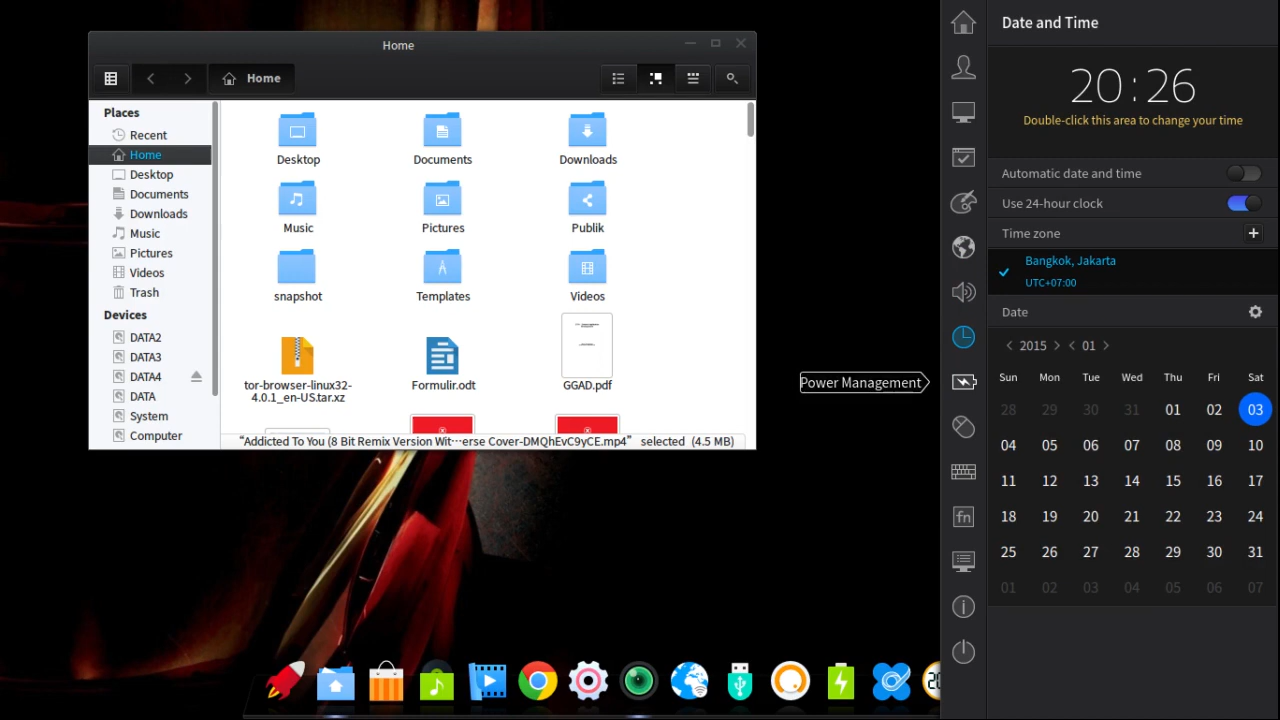 Home
Home
Places
Recent
Home
Desktop
Documents
Downloads
Music
Pictures
Videos
Trash
Devices
DATA2
DATA3
DATA4
DATA
System
Computer
Desktop
Documents
Downloads
Music
Pictures
Publik
snapshot
Templates
Videos
tor-browser-linux32-
4.0.1_en-US.tar.xz
Formulir.odt
GGAD.pdf
“Addicted To You (8 Bit Remix Version Wit···erse Cover-DMQhEvC9yCE.mp4” selected (4.5 MB)
Power Management
fn
Date and Time
20:26
Double-click this area to change your time
Automatic date and time
Use 24-hour clock
Time zone
Bangkok, Jakarta
UTC+07:00
Date
2015 01
Sun Mon Tue Wed Thu Fri Sat
28 29 30 31 01 02 03
04 05 06 07 08 09 10
11 12 13 14 15 16 17
18 19 20 21 22 23 24
25 26 27 28 29 30 31
01 02 03 04 05 06 07